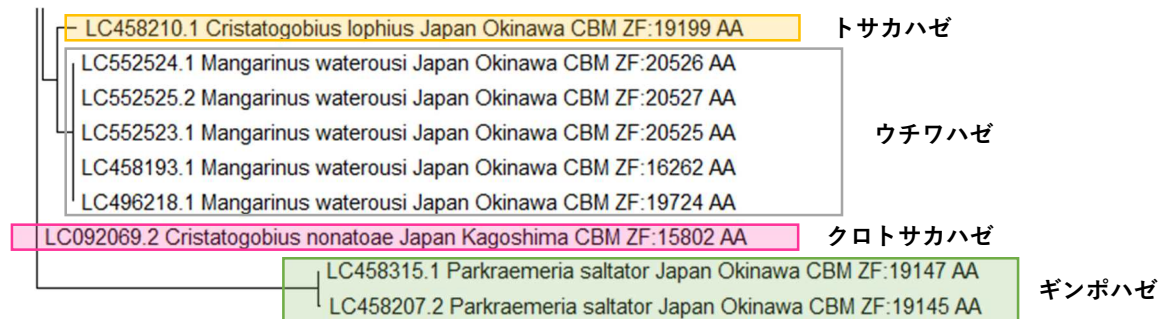 LC458210.1 Cristatogobius lophius Japan Okinawa CBM ZF:19199 AA トサカハゼ
LC552524.1 Mangarinus waterousi Japan Okinawa CBM ZF:20526 AA
LC552525.2 Mangarinus waterousi Japan Okinawa CBM ZF:20527 AA
LC552523.1 Mangarinus waterousi Japan Okinawa CBM ZF:20525 AA ウチワハゼ
LC458193.1 Mangarinus waterousi Japan Okinawa CBM ZF:16262 AA
LC496218.1 Mangarinus waterousi Japan Okinawa CBM ZF:19724 AA
LC092069.2 Cristatogobius nonatoae Japan Kagoshima CBM ZF:15802 AA クロトサカハゼ
LC458315.1 Parkraemeria saltator Japan Okinawa CBM ZF:19147 AA ギンポハゼ
LC458207.2 Parkraemeria saltator Japan Okinawa CBM ZF:19145 AA